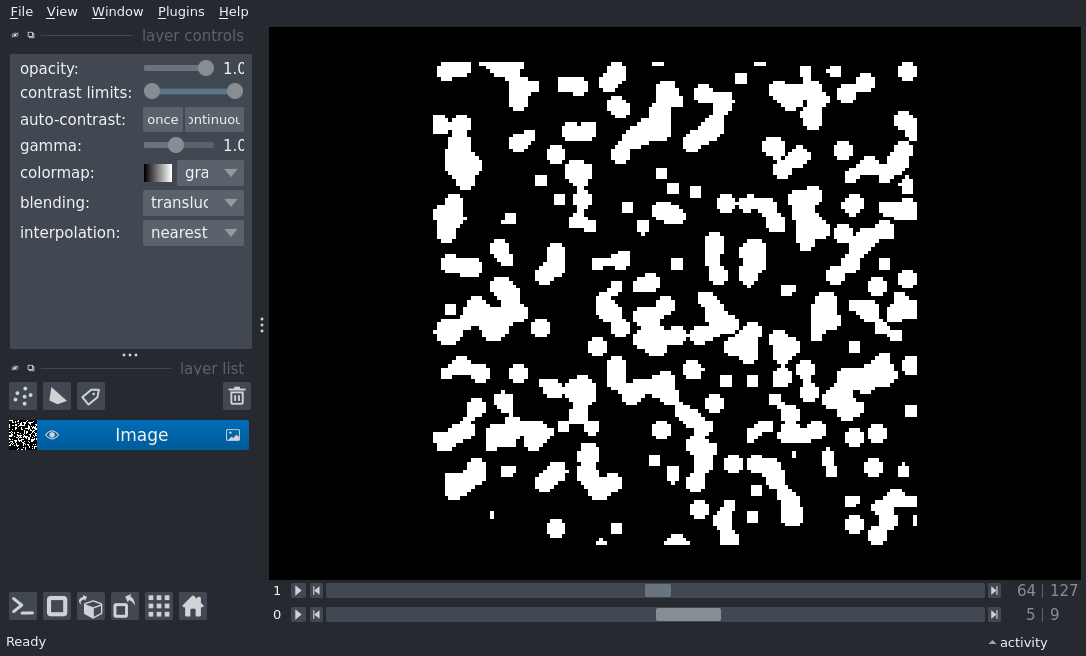 File View Window Plugins Help
layer controls
opacity: 1.0
contrast limits:
auto-contrast: once ontinuou
gamma: 1.0
colormap: gra
blending: transluc
interpolation: nearest
layer list
Image
1 64 | 127
0 5 | 9
Ready activity